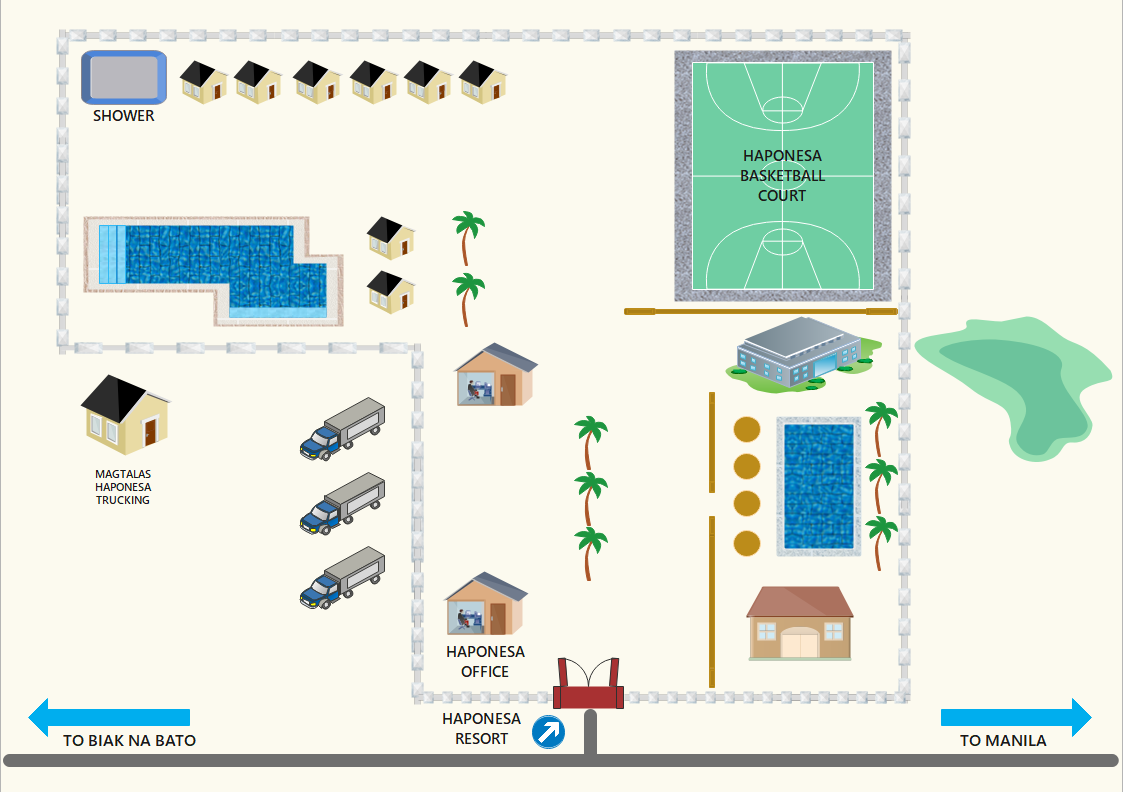 SHOWER
HAPONESA
BASKETBALL
COURT
MAGTALAS
HAPONESA
TRUCKING
HAPONESA
OFFICE
HAPONESA
RESORT
TO BIAK NA BATO
TO MANILA